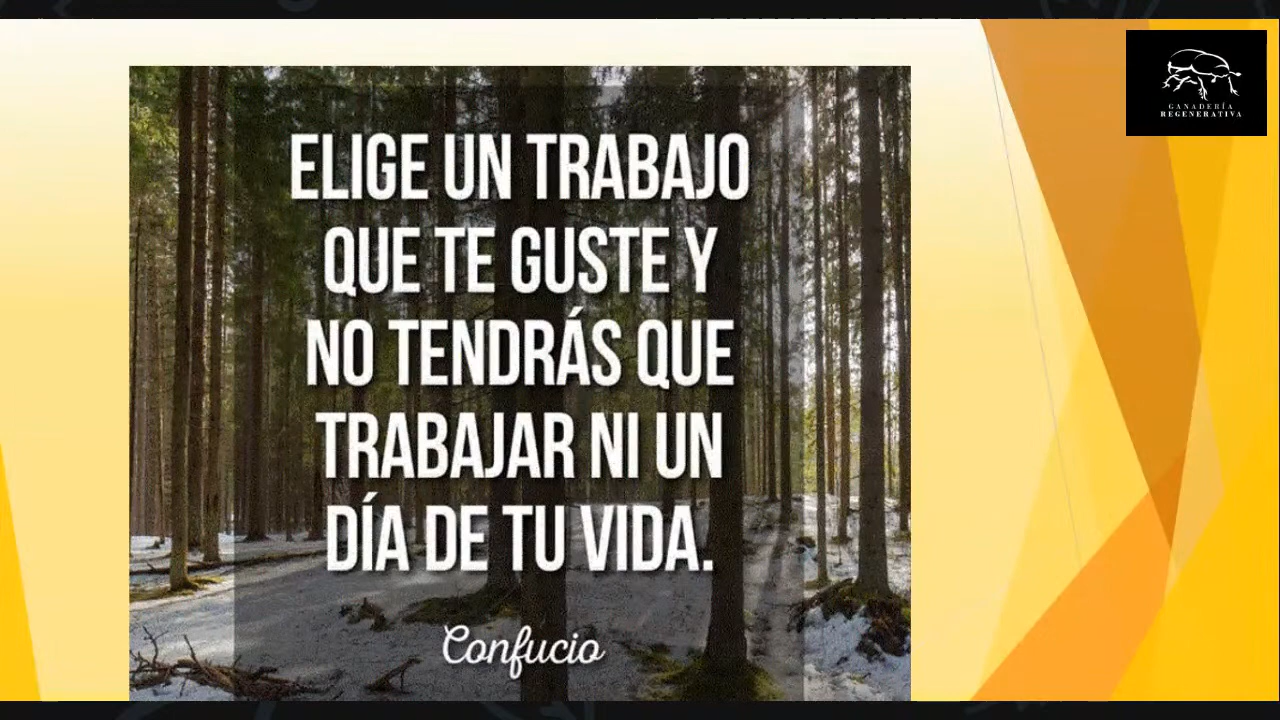 ELIGE UN TRABAJO
QUE TE GUSTE Y
NO TENDRÁS QUE
TRABAJAR NI UN
DÍA DE TU VIDA.
Confucio
GANADERÍA
REGENERATIVA